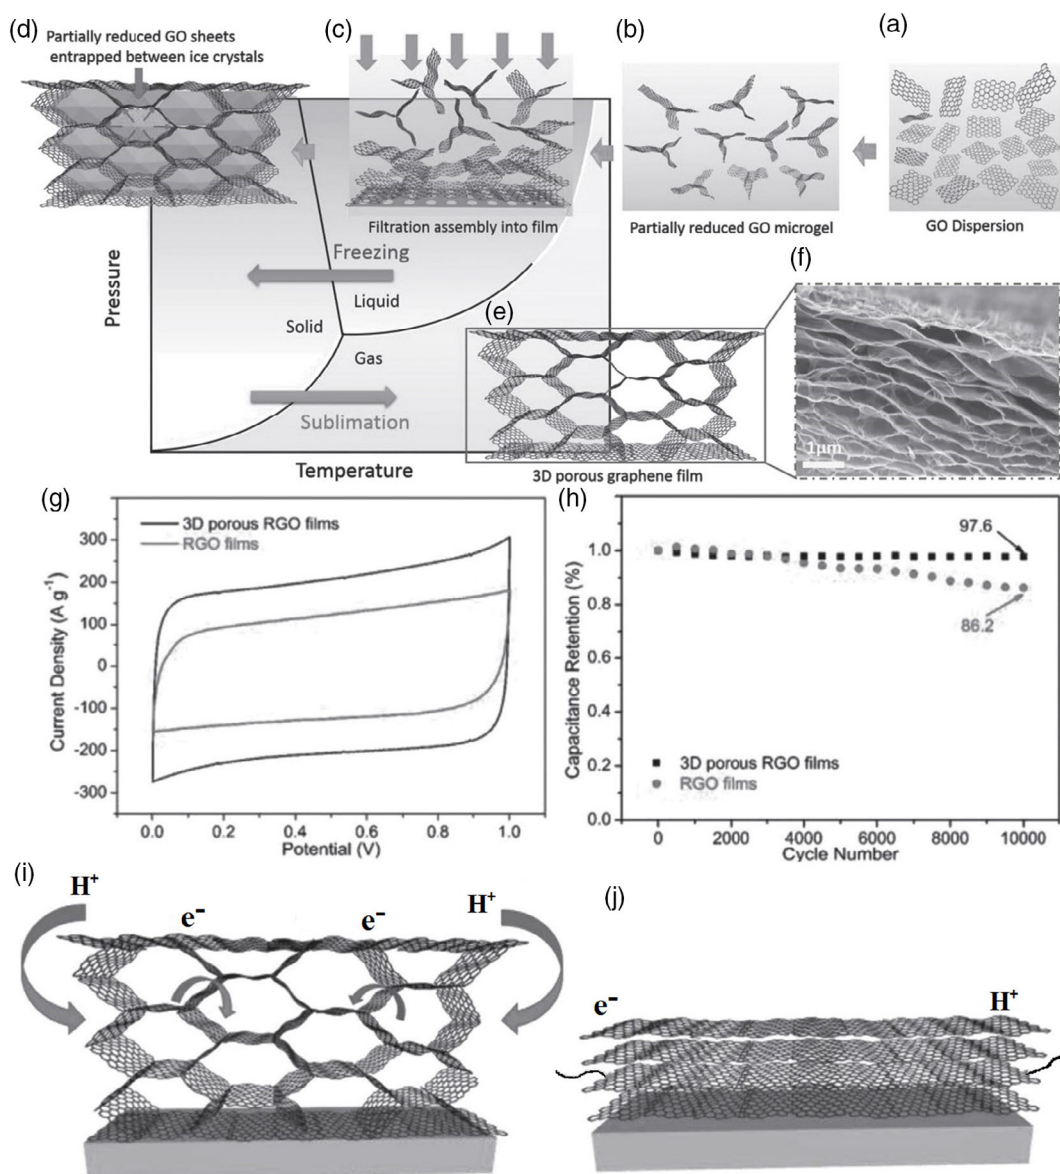 (d)
Partially reduced GO sheets
entrapped between ice crystals
(c)
(b)
(a)
Filtration assembly into film
Partially reduced GO microgel
GO Dispersion
Pressure
Freezing
Liquid
Solid
Gas
Sublimation
Temperature
(e)
3D porous graphene film
(f)
1μm
(g)
3D porous RGO films
RGO films
Current Density (A g⁻¹)
300
200
100
0
-100
-200
-300
0.0 0.2 0.4 0.6 0.8 1.0
Potential (V)
(h)
97.6
86.2
Capacitance Retention (%)
1.0
0.8
0.6
0.4
0.2
0.0
3D porous RGO films
RGO films
0 2000 4000 6000 8000 10000
Cycle Number
(i)
H⁺
e⁻
e⁻
H⁺
(j)
e⁻
H⁺